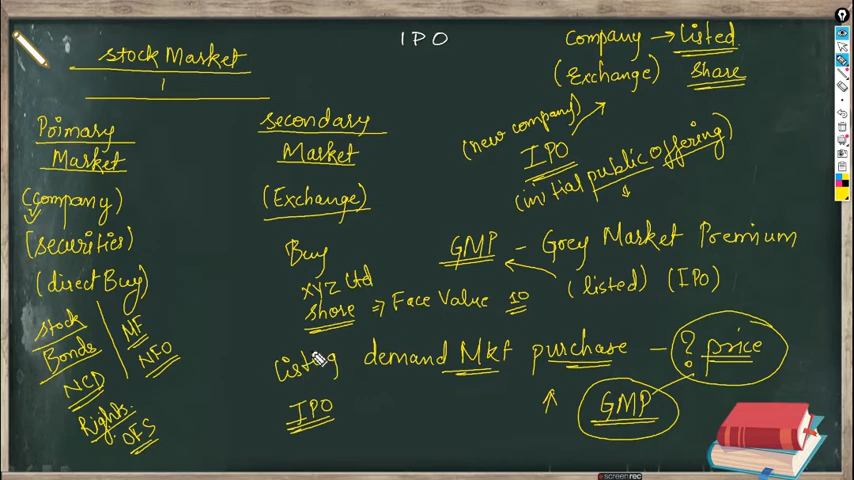 IPO
Stock Market
Primary
Market
(Company)
(securities)
(direct Buy)
Stock
Bonds
NCD
Rights
OFS
MF
NFO
secondary
Market
(Exchange)
Buy
XYZ Ltd
share ⇒ Face Value 10
Listing demand Mkt purchase - ? price
IPO
GMP
company → Listed
(Exchange) share
(new company)
IPO
(initial public offering)
GMP - Grey Market Premium
(listed) (IPO)
screenrec